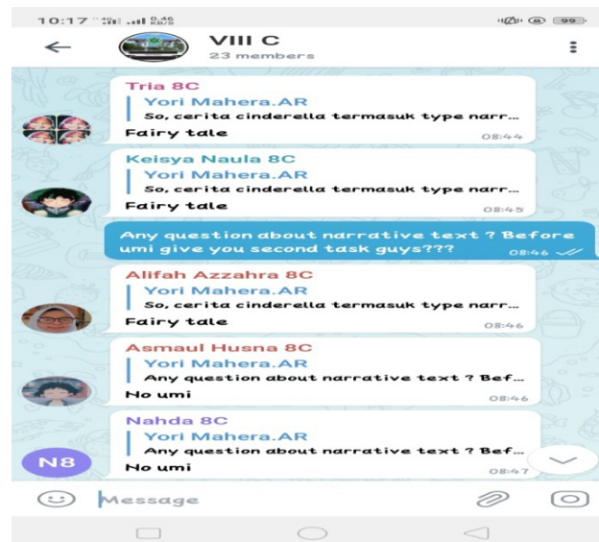 10:17 0.46 KB/S 99
VIII C
23 members
Tria 8C
Yori Mahera.AR
So, cerita cinderella termasuk type narr...
Fairy tale
08:44
Keisya Naula 8C
Yori Mahera.AR
So, cerita cinderella termasuk type narr...
Fairy tale
08:45
Any question about narrative text ? Before
umi give you second task guys???
08:46
Alifah Azzahra 8C
Yori Mahera.AR
So, cerita cinderella termasuk type narr...
Fairy tale
08:46
Asmaul Husna 8C
Yori Mahera.AR
Any question about narrative text ? Bef...
No umi
08:46
Nahda 8C
Yori Mahera.AR
Any question about narrative text ? Bef...
No umi
08:47
N8
Message